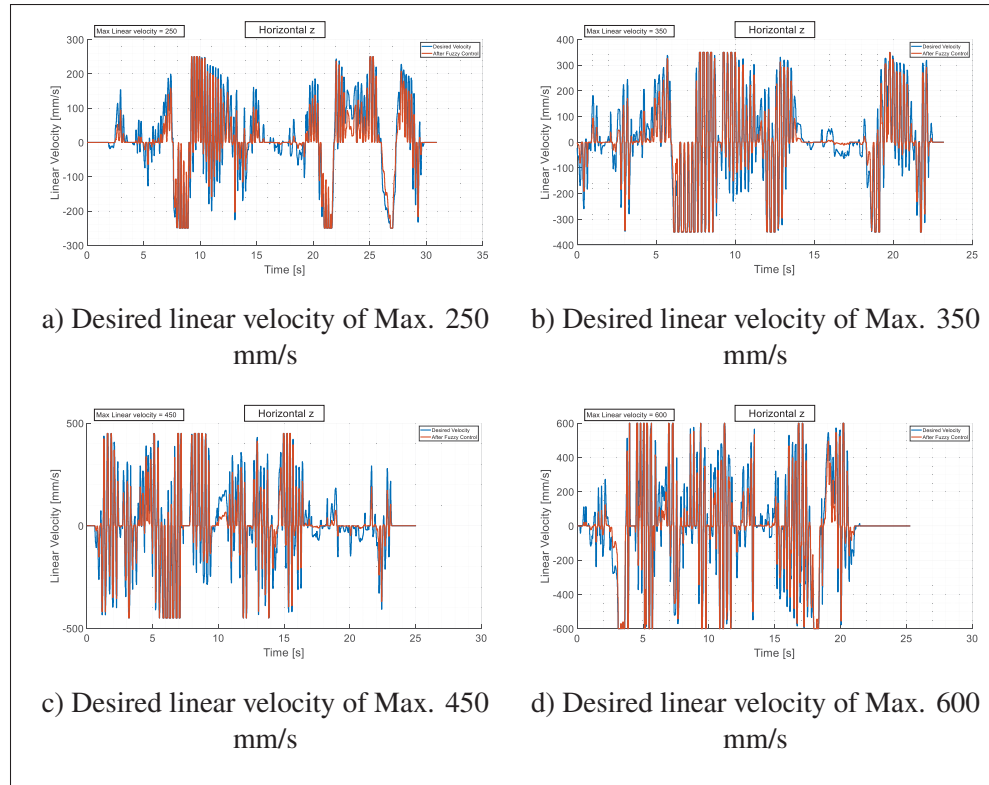 Max Linear velocity = 250
Horizontal z
Desired Velocity
After Fuzzy Control
300
200
100
0
-100
-200
-300
Linear Velocity [mm/s]
0 5 10 15 20 25 30 35
Time [s]
a) Desired linear velocity of Max. 250
mm/s
Max Linear velocity = 350
Horizontal z
Desired Velocity
After Fuzzy Control
400
300
200
100
0
-100
-200
-300
-400
Linear Velocity [mm/s]
0 5 10 15 20 25
Time [s]
b) Desired linear velocity of Max. 350
mm/s
Max Linear velocity = 450
Horizontal z
Desired Velocity
After Fuzzy Control
500
0
-500
Linear Velocity [mm/s]
0 5 10 15 20 25 30
Time [s]
c) Desired linear velocity of Max. 450
mm/s
Max Linear velocity = 600
Horizontal z
Desired Velocity
After Fuzzy Control
600
400
200
0
-200
-400
-600
Linear Velocity [mm/s]
0 5 10 15 20 25 30
Time [s]
d) Desired linear velocity of Max. 600
mm/s